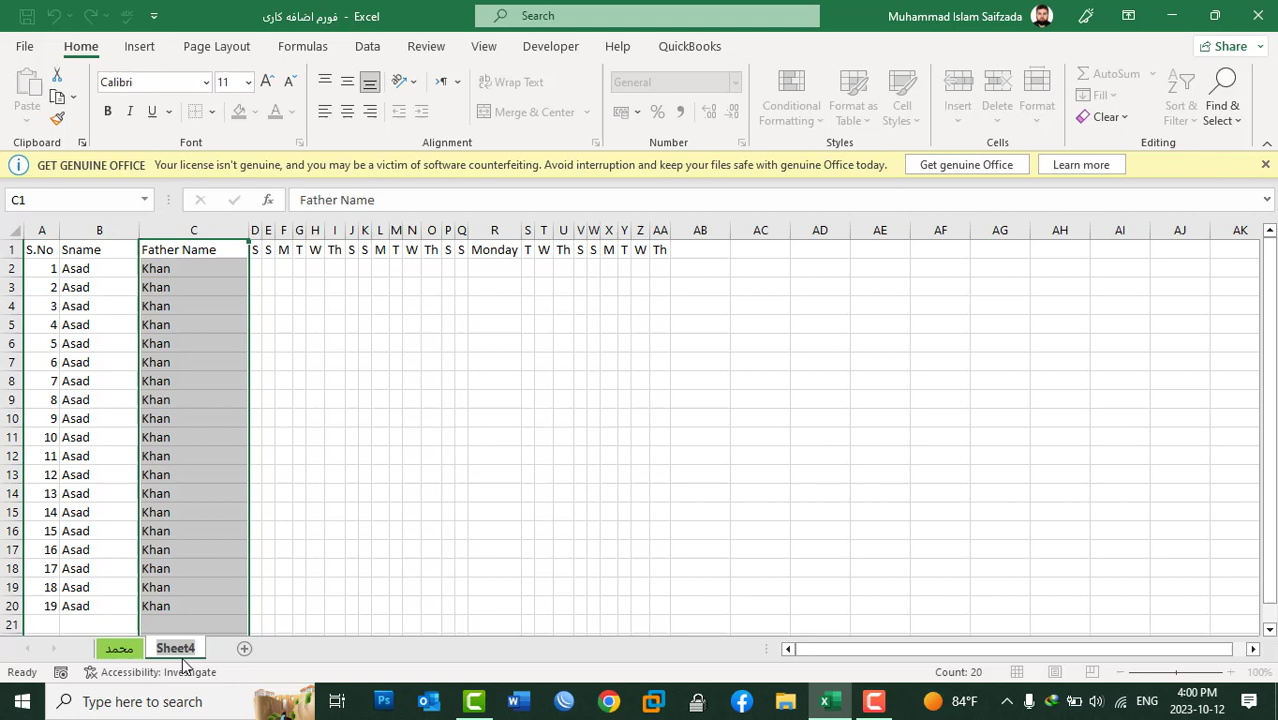 فورم اضافه کاری - Excel
Search
Muhammad Islam Saifzada
File Home Insert Page Layout Formulas Data Review View Developer Help QuickBooks Share
Paste
Calibri 11
Wrap Text
General
Conditional Formatting
Format as Table
Cell Styles
Insert
Delete
Format
AutoSum
B I U
Merge & Center
Fill
Clear
Sort & Filter
Find & Select
Clipboard Font Alignment Number Styles Cells Editing
GET GENUINE OFFICE Your license isn't genuine, and you may be a victim of software counterfeiting. Avoid interruption and keep your files safe with genuine Office today. Get genuine Office Learn more
C1 fx Father Name
A B C D E F G H I J K L M N O P Q R S T U V W X Y Z AA AB AC AD AE AF AG AH AI AJ AK
1 S.No Sname Father Name S S M T W Th S S M T W Th S S Monday T W Th S S M T W Th
2 1 Asad Khan
3 2 Asad Khan
4 3 Asad Khan
5 4 Asad Khan
6 5 Asad Khan
7 6 Asad Khan
8 7 Asad Khan
9 8 Asad Khan
10 9 Asad Khan
11 10 Asad Khan
12 11 Asad Khan
13 12 Asad Khan
14 13 Asad Khan
15 14 Asad Khan
16 15 Asad Khan
17 16 Asad Khan
18 17 Asad Khan
19 18 Asad Khan
20 19 Asad Khan
21
محمد Sheet4
Ready Accessibility: Investigate Count: 20 100%
Type here to search
84°F
ENG
4:00 PM
2023-10-12